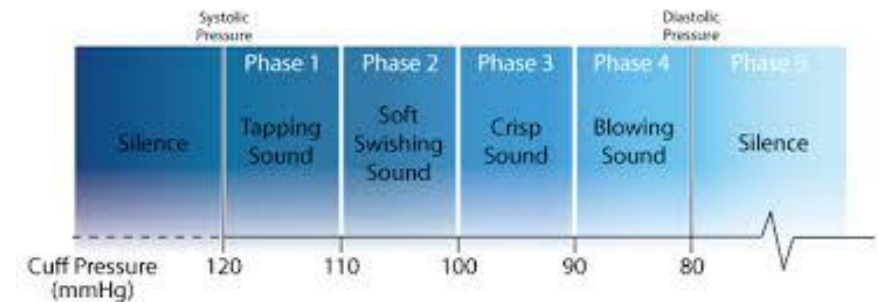 Systolic
Pressure
Diastolic
Pressure
Phase 1
Phase 2
Phase 3
Phase 4
Phase 5
Silence
Tapping
Sound
Soft
Swishing
Sound
Crisp
Sound
Blowing
Sound
Silence
Cuff Pressure
(mmHg)
120
110
100
90
80